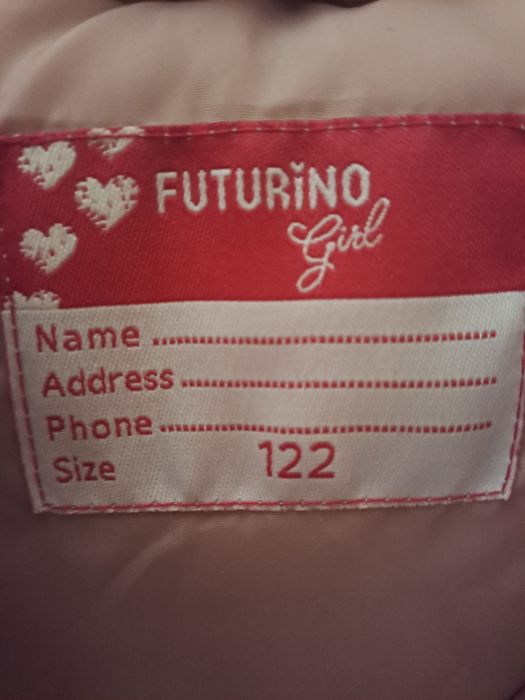 FUTURINO
Girl
Name ................................
Address ................................
Phone ................................
Size 122